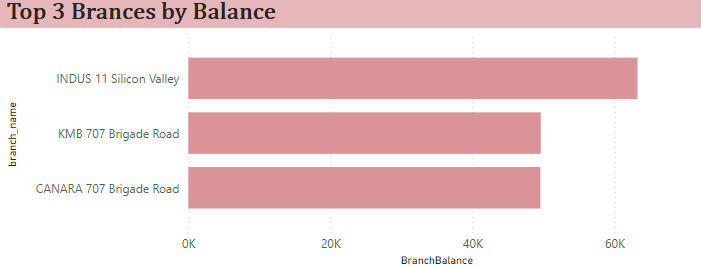 Top 3 Brances by Balance
branch_name
INDUS 11 Silicon Valley
KMB 707 Brigade Road
CANARA 707 Brigade Road
0K 20K 40K 60K
BranchBalance